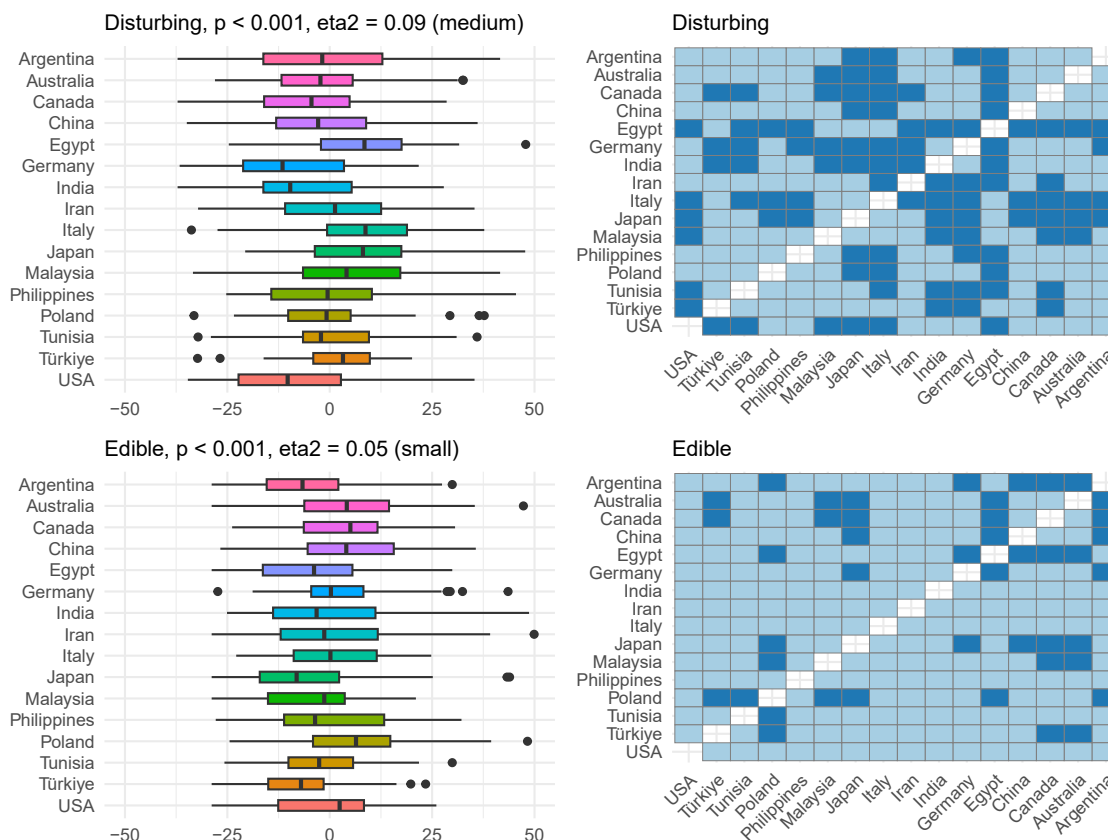 Disturbing, p < 0.001, eta2 = 0.09 (medium)
Argentina
Australia
Canada
China
Egypt
Germany
India
Iran
Italy
Japan
Malaysia
Philippines
Poland
Tunisia
Türkiye
USA
−50 −25 0 25 50
Disturbing
Argentina
Australia
Canada
China
Egypt
Germany
India
Iran
Italy
Japan
Malaysia
Philippines
Poland
Tunisia
Türkiye
USA
USA Türkiye Tunisia Poland Philippines Malaysia Japan Italy Iran India Germany Egypt China Canada Australia Argentina
Edible, p < 0.001, eta2 = 0.05 (small)
Argentina
Australia
Canada
China
Egypt
Germany
India
Iran
Italy
Japan
Malaysia
Philippines
Poland
Tunisia
Türkiye
USA
−50 −25 0 25 50
Edible
Argentina
Australia
Canada
China
Egypt
Germany
India
Iran
Italy
Japan
Malaysia
Philippines
Poland
Tunisia
Türkiye
USA
USA Türkiye Tunisia Poland Philippines Malaysia Japan Italy Iran India Germany Egypt China Canada Australia Argentina